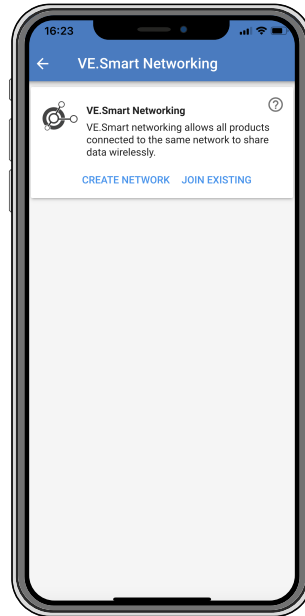 16:23
VE.Smart Networking
VE.Smart Networking
VE.Smart networking allows all products
connected to the same network to share
data wirelessly.
CREATE NETWORK JOIN EXISTING